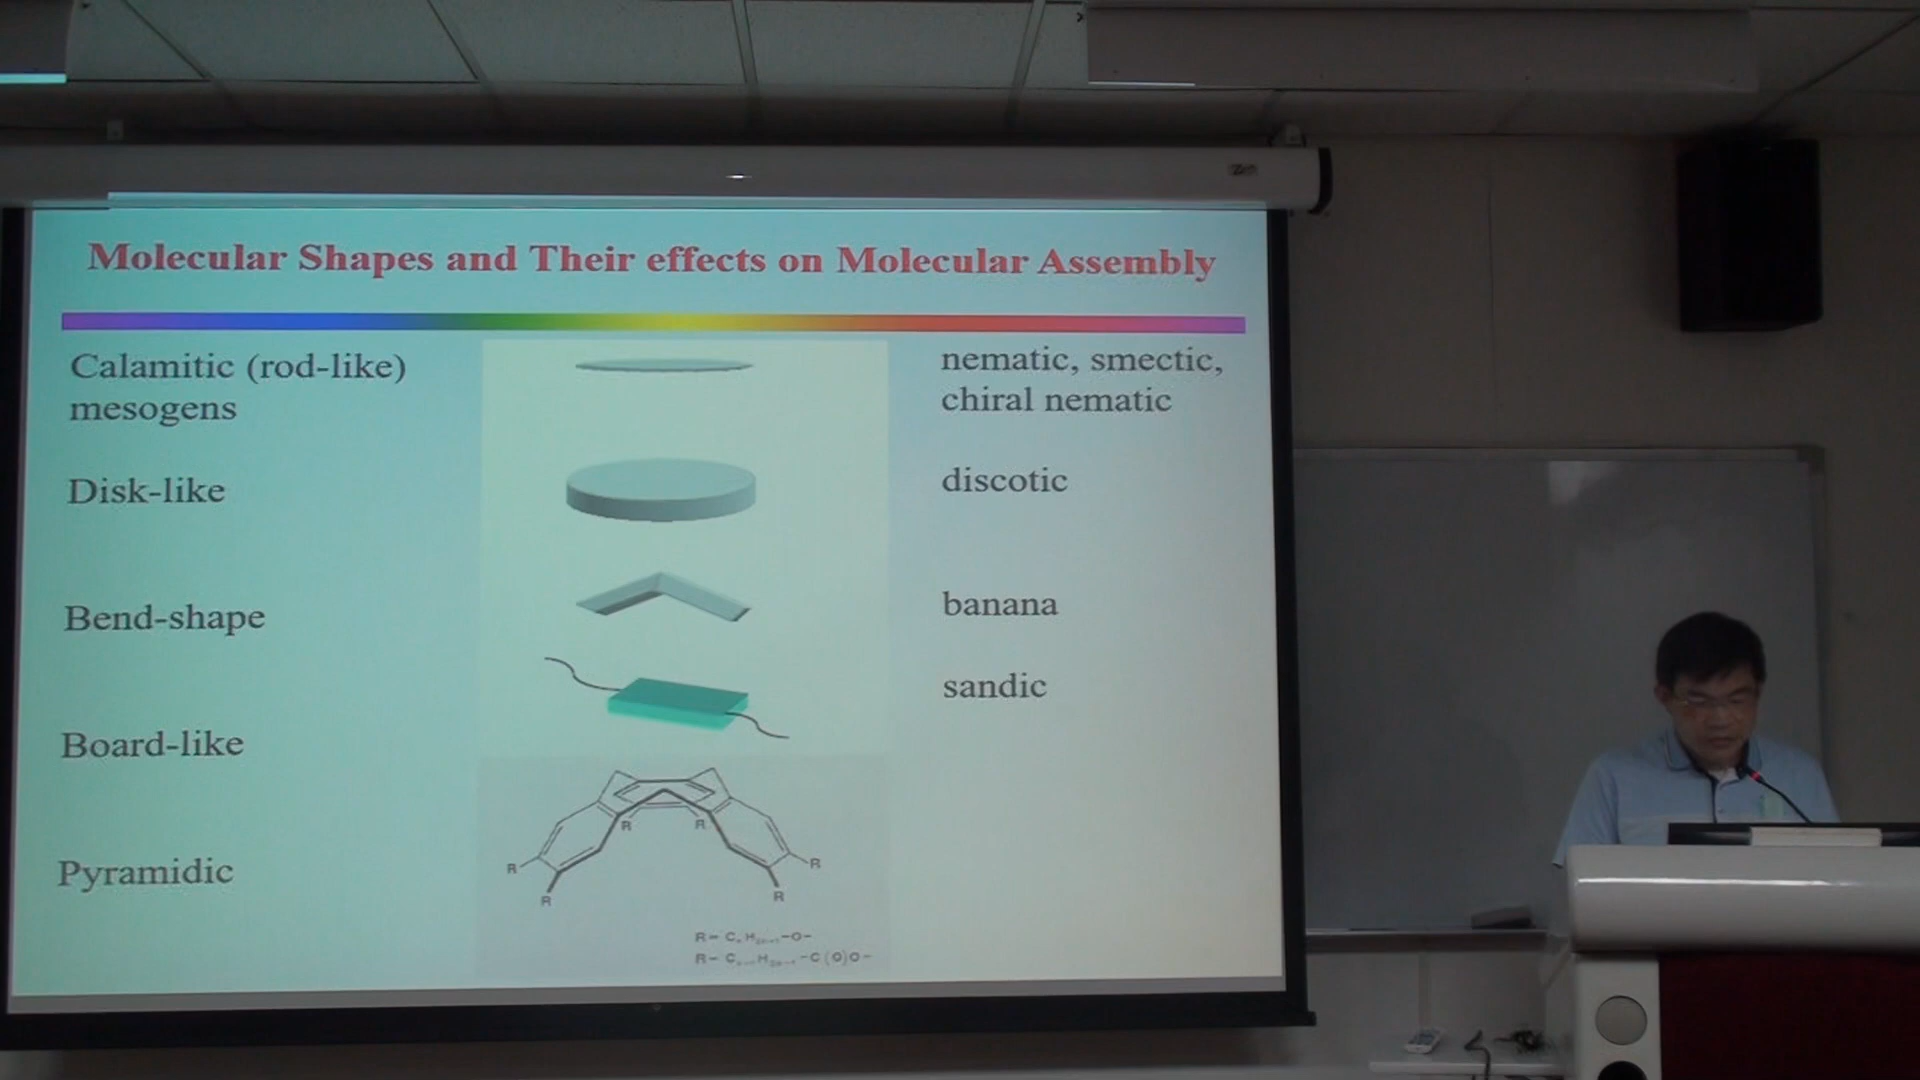 Molecular Shapes and Their effects on Molecular Assembly
Calamitic (rod-like)
mesogens
nematic, smectic,
chiral nematic
Disk-like
discotic
Bend-shape
banana
Board-like
sandic
Pyramidic
R R
R R
R R